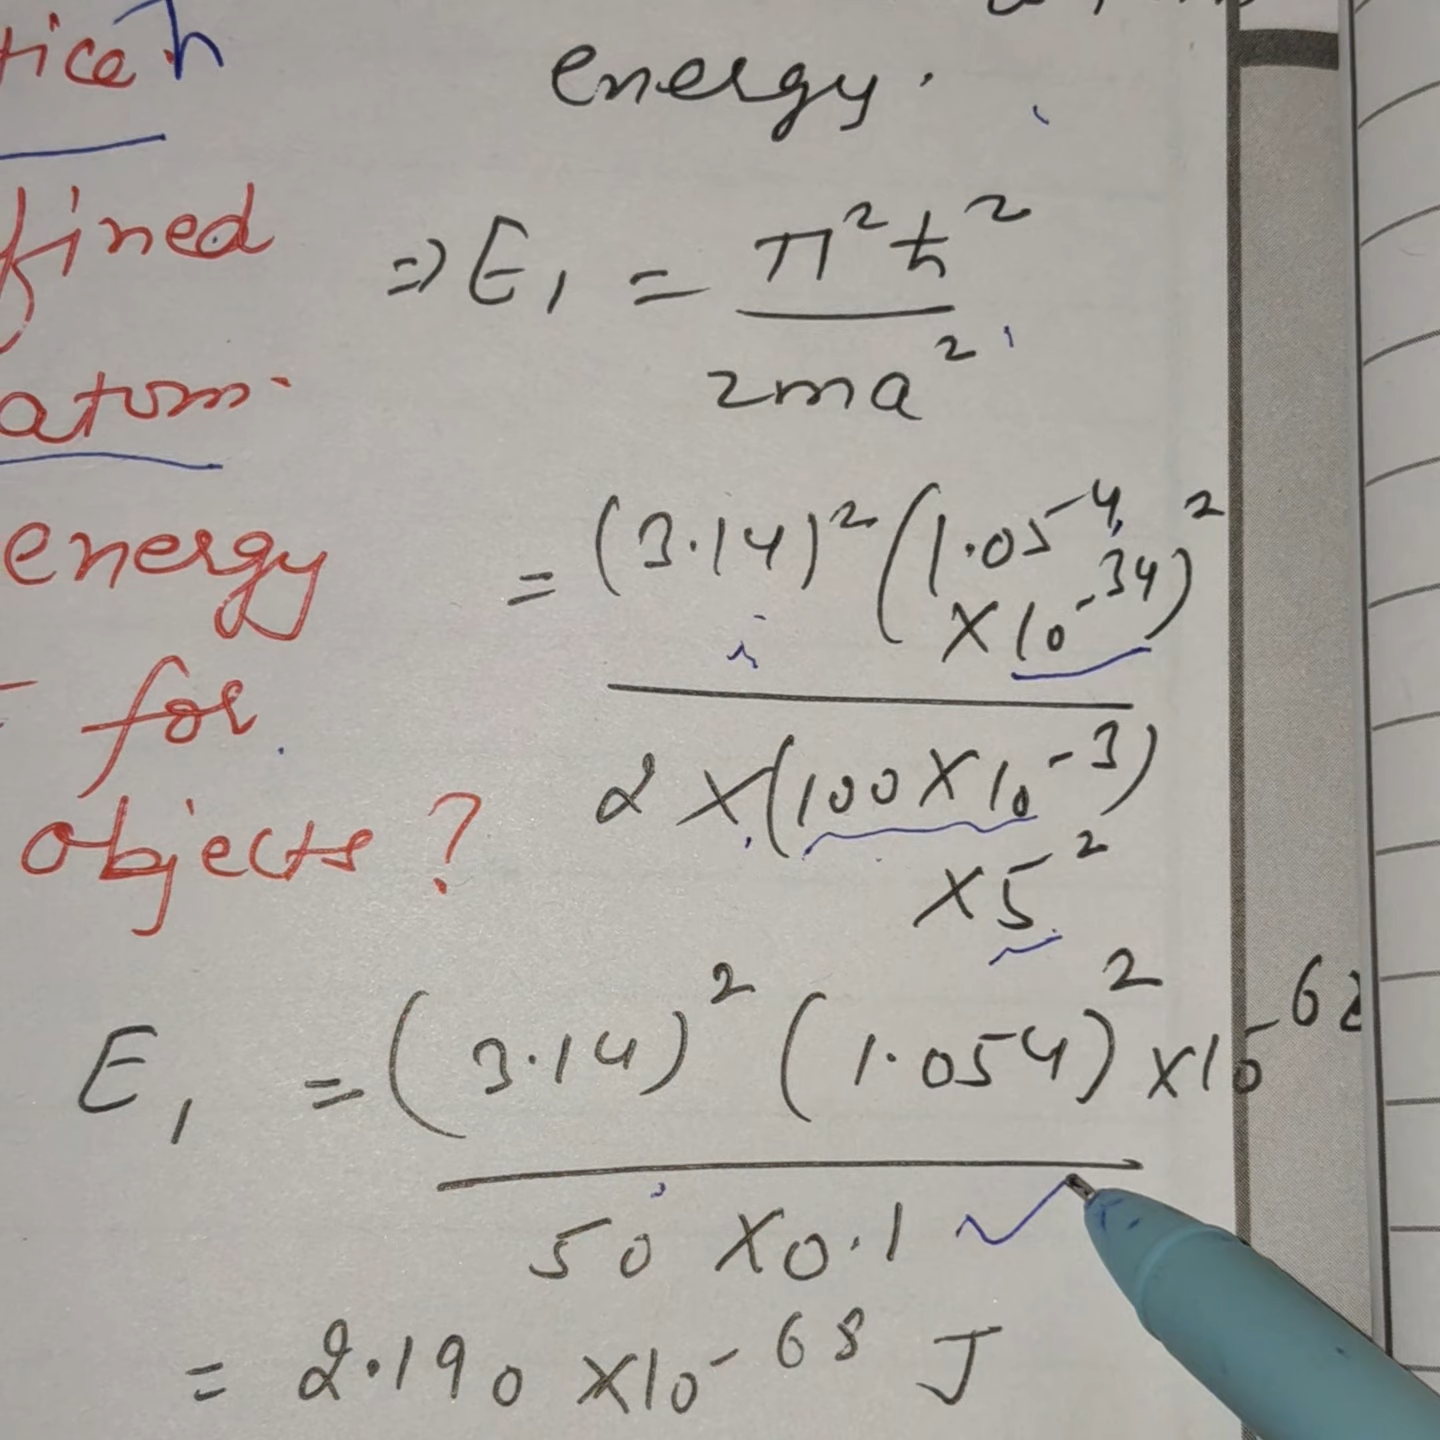 tice h
energy.
fined
⇒ E₁ = π²ħ²
2ma²
atom.
= (3.14)² (1.054
×10⁻³⁴)²
energy
for
2 × (100×10⁻³)
×5²
objects?
E₁ = (3.14)² (1.054)² ×10⁻⁶⁸
50 × 0.1
= 2.190 ×10⁻⁶⁸ J